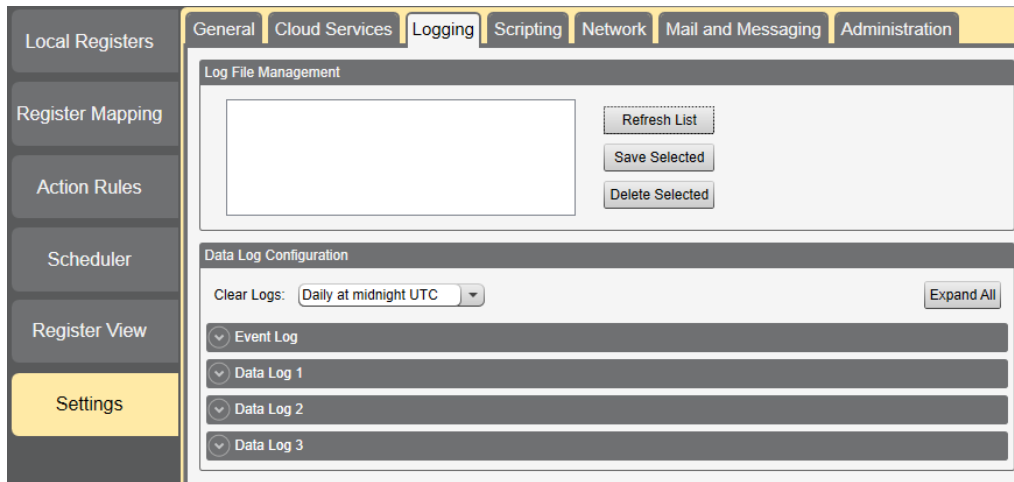 General Cloud Services Logging Scripting Network Mail and Messaging Administration
Local Registers
Register Mapping
Action Rules
Scheduler
Register View
Settings
Log File Management
Refresh List
Save Selected
Delete Selected
Data Log Configuration
Clear Logs: Daily at midnight UTC Expand All
Event Log
Data Log 1
Data Log 2
Data Log 3